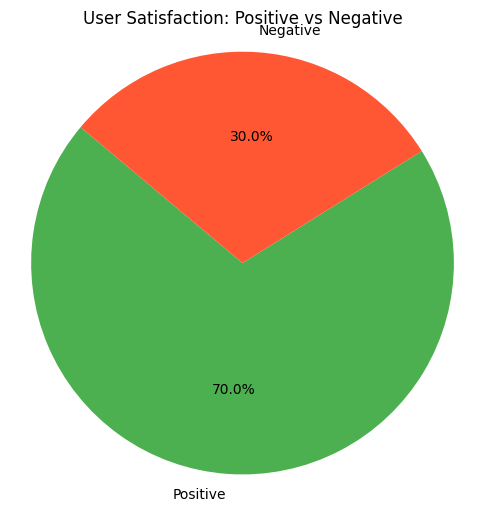 User Satisfaction: Positive vs Negative
Negative
30.0%
70.0%
Positive